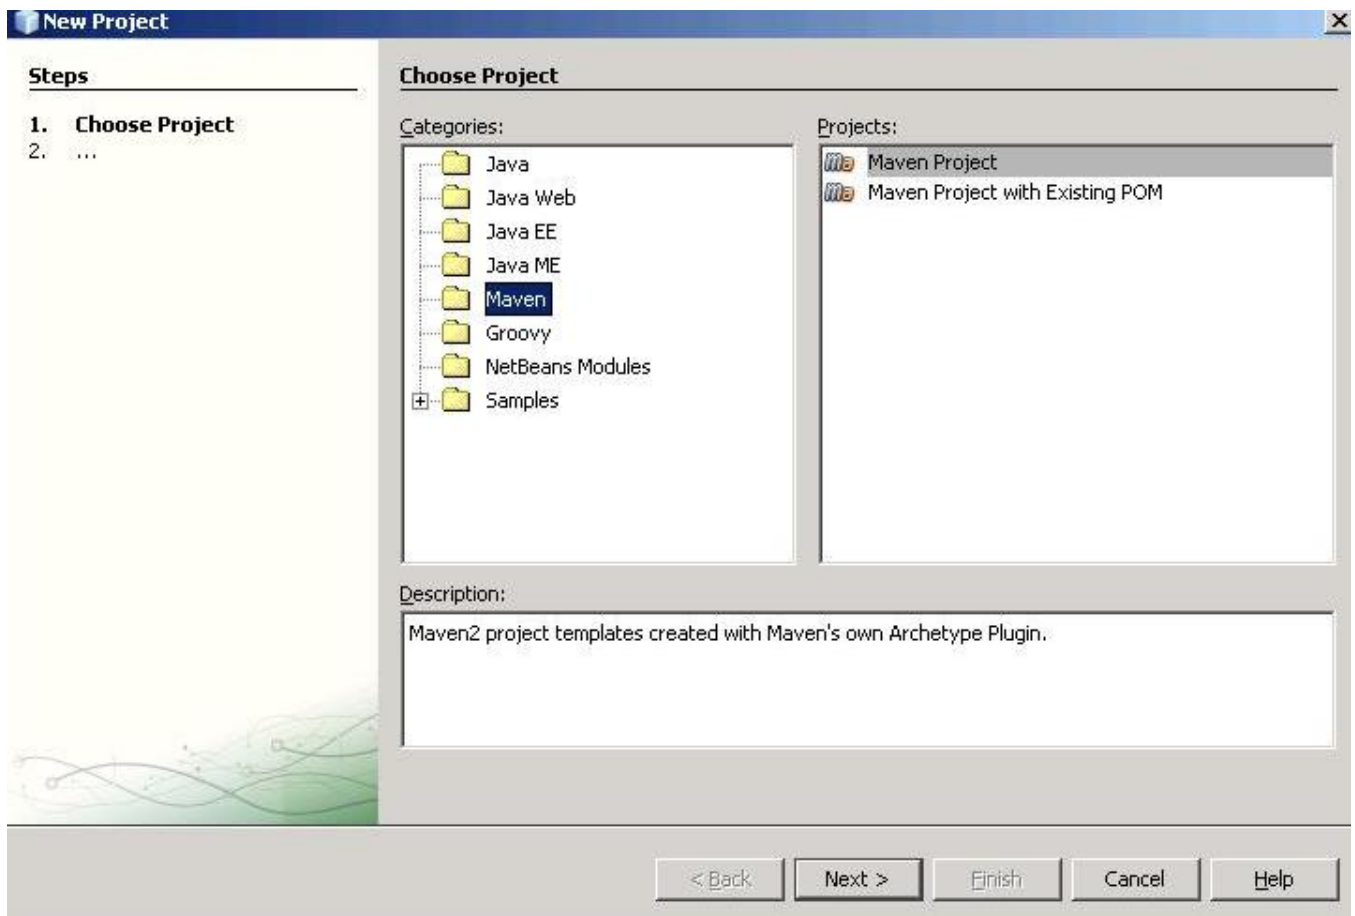 New Project
Steps
1. Choose Project
2. ...
Choose Project
Categories:
Java
Java Web
Java EE
Java ME
Maven
Groovy
NetBeans Modules
Samples
Projects:
Maven Project
Maven Project with Existing POM
Description:
Maven2 project templates created with Maven's own Archetype Plugin.
< Back
Next >
Finish
Cancel
Help